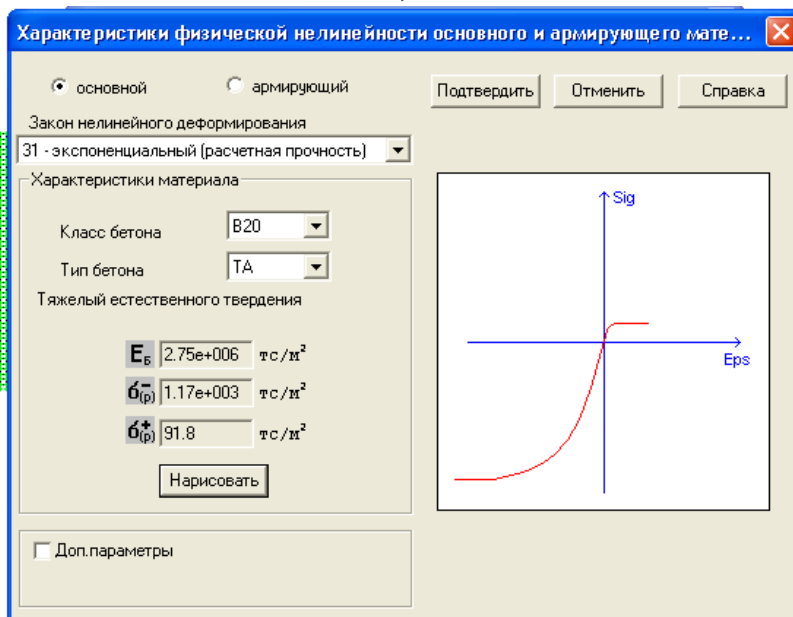 Характеристики физической нелинейности основного и армирующего мате...
основной армирующий Подтвердить Отменить Справка
Закон нелинейного деформирования
31 - экспоненциальный (расчетная прочность)
Характеристики материала
Класс бетона B20
Тип бетона ТА
Тяжелый естественного твердения
Eб 2.75e+006 тс/м²
σ(р)⁻ 1.17e+003 тс/м²
σ(р)⁺ 91.8 тс/м²
Нарисовать
Доп.параметры
Sig
Eps